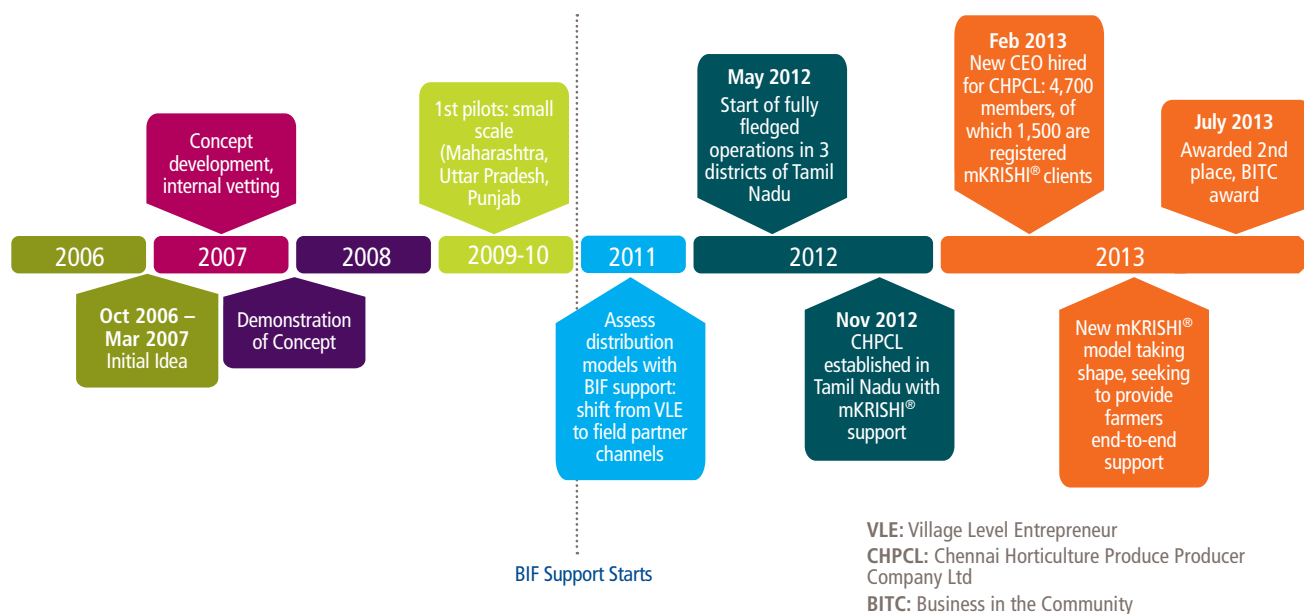 Concept
development,
internal vetting
1st pilots: small
scale
(Maharashtra,
Uttar Pradesh,
Punjab
May 2012
Start of fully
fledged
operations in 3
districts of Tamil
Nadu
Feb 2013
New CEO hired
for CHPCL: 4,700
members, of
which 1,500 are
registered
mKRISHI® clients
July 2013
Awarded 2nd
place, BITC
award
2006
2007
2008
2009-10
2011
2012
2013
Oct 2006 –
Mar 2007
Initial Idea
Demonstration
of Concept
Assess
distribution
models with
BIF support:
shift from VLE
to field partner
channels
Nov 2012
CHPCL
established in
Tamil Nadu with
mKRISHI®
support
New mKRISHI®
model taking
shape, seeking
to provide
farmers
end-to-end
support
BIF Support Starts
VLE: Village Level Entrepreneur
CHPCL: Chennai Horticulture Produce Producer
Company Ltd
BITC: Business in the Community